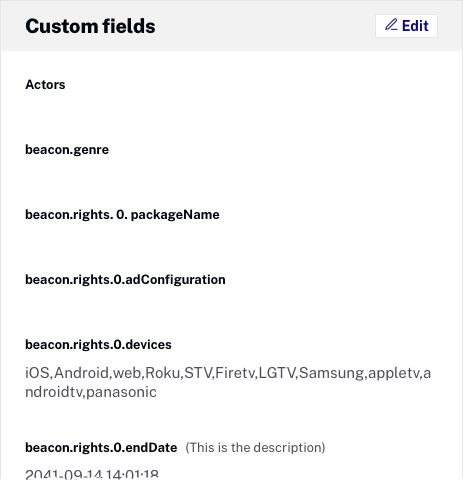 Custom fields
Edit
Actors
beacon.genre
beacon.rights. 0. packageName
beacon.rights.0.adConfiguration
beacon.rights.0.devices
iOS,Android,web,Roku,STV,Firetv,LGTV,Samsung,appletv,a
ndroidtv,panasonic
beacon.rights.0.endDate (This is the description)
2041-09-14 14:01:18